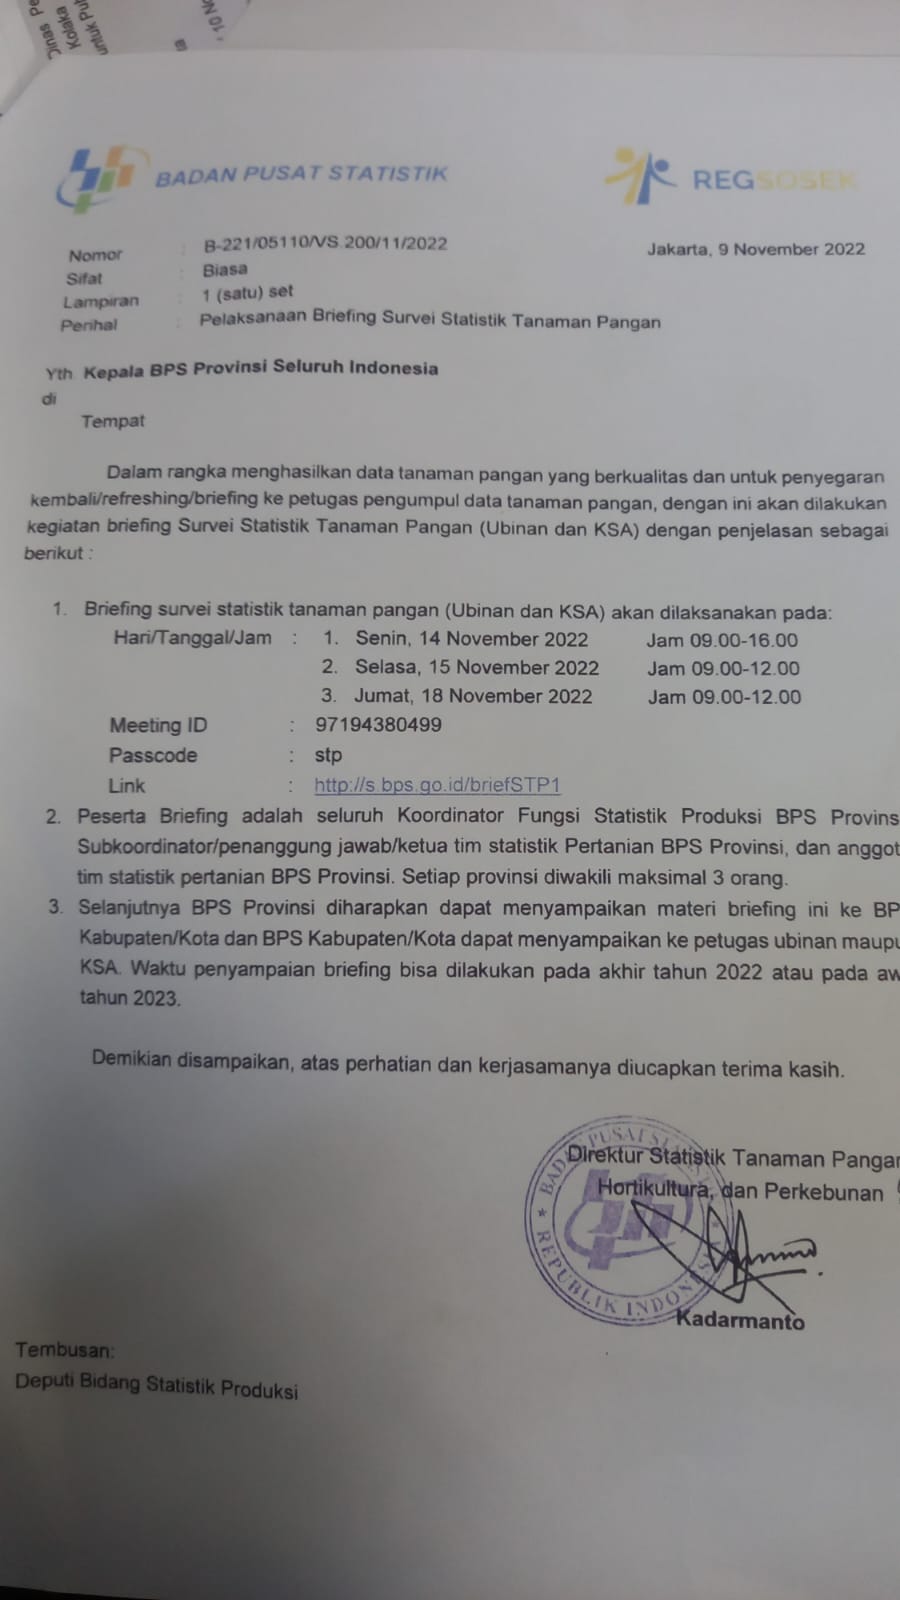 Dinas Pe
Kolaka
untuk Pul
10 No
BADAN PUSAT STATISTIK
REGSOSEK
Nomor : B-221/05110/VS.200/11/2022
Jakarta, 9 November 2022
Sifat : Biasa
Lampiran : 1 (satu) set
Perihal : Pelaksanaan Briefing Survei Statistik Tanaman Pangan
Yth Kepala BPS Provinsi Seluruh Indonesia
di
Tempat
Dalam rangka menghasilkan data tanaman pangan yang berkualitas dan untuk penyegaran
kembali/refreshing/briefing ke petugas pengumpul data tanaman pangan, dengan ini akan dilakukan
kegiatan briefing Survei Statistik Tanaman Pangan (Ubinan dan KSA) dengan penjelasan sebagai
berikut :
1. Briefing survei statistik tanaman pangan (Ubinan dan KSA) akan dilaksanakan pada:
Hari/Tanggal/Jam : 1. Senin, 14 November 2022 Jam 09.00-16.00
2. Selasa, 15 November 2022 Jam 09.00-12.00
3. Jumat, 18 November 2022 Jam 09.00-12.00
Meeting ID : 97194380499
Passcode : stp
Link : http://s.bps.go.id/briefSTP1
2. Peserta Briefing adalah seluruh Koordinator Fungsi Statistik Produksi BPS Provins
Subkoordinator/penanggung jawab/ketua tim statistik Pertanian BPS Provinsi, dan anggot
tim statistik pertanian BPS Provinsi. Setiap provinsi diwakili maksimal 3 orang.
3. Selanjutnya BPS Provinsi diharapkan dapat menyampaikan materi briefing ini ke BP
Kabupaten/Kota dan BPS Kabupaten/Kota dapat menyampaikan ke petugas ubinan maupu
KSA. Waktu penyampaian briefing bisa dilakukan pada akhir tahun 2022 atau pada aw
tahun 2023.
Demikian disampaikan, atas perhatian dan kerjasamanya diucapkan terima kasih.
Direktur Statistik Tanaman Pangan
Hortikultura, dan Perkebunan
BADAN PUSAT STATISTIK
REPUBLIK INDONESIA
Kadarmanto
Tembusan:
Deputi Bidang Statistik Produksi